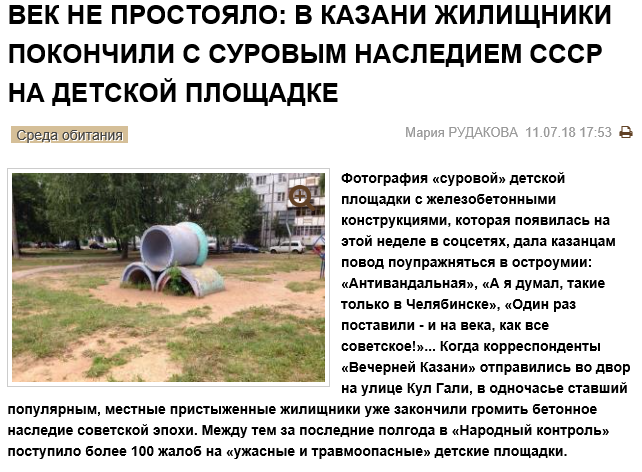 ВЕК НЕ ПРОСТОЯЛО: В КАЗАНИ ЖИЛИЩНИКИ
ПОКОНЧИЛИ С СУРОВЫМ НАСЛЕДИЕМ СССР
НА ДЕТСКОЙ ПЛОЩАДКЕ
Среда обитания
Мария РУДАКОВА 11.07.18 17:53
Фотография «суровой» детской
площадки с железобетонными
конструкциями, которая появилась на
этой неделе в соцсетях, дала казанцам
повод поупражняться в остроумии:
«Антивандальная», «А я думал, такие
только в Челябинске», «Один раз
поставили - и на века, как все
советское!»... Когда корреспонденты
«Вечерней Казани» отправились во двор
на улице Кул Гали, в одночасье ставший
популярным, местные пристыженные жилищники уже закончили громить бетонное
наследие советской эпохи. Между тем за последние полгода в «Народный контроль»
поступило более 100 жалоб на «ужасные и травмоопасные» детские площадки.